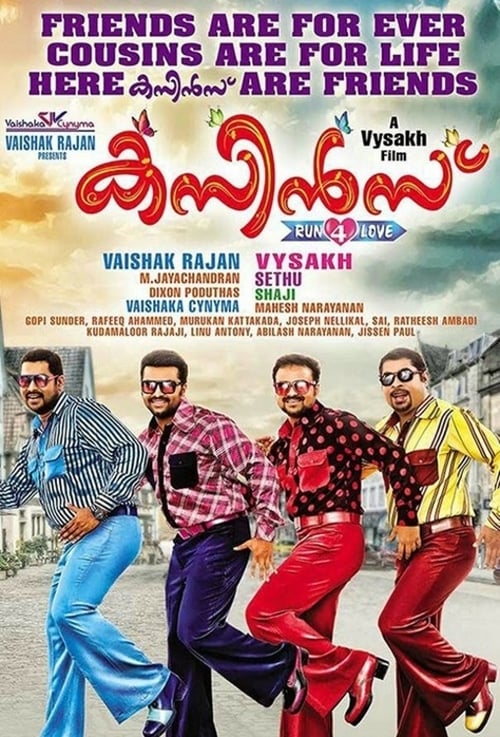 FRIENDS ARE FOR EVER
COUSINS ARE FOR LIFE
HERE കസിൻസ് ARE FRIENDS
Vaishaka Cynyma
VAISHAK RAJAN
PRESENTS
A
Vysakh
Film
കസിൻസ്
RUN 4 LOVE
VAISHAK RAJAN VYSAKH
M.JAYACHANDRAN SETHU
DIXON PODUTHAS SHAJI
VAISHAKA CYNYMA MAHESH NARAYANAN
GOPI SUNDER, RAFEEQ AHAMMED, MURUKAN KATTAKADA, JOSEPH NELLIKAL, SAI, RATHEESH AMBADI
KUDAMALOOR RAJAJI, LINU ANTONY, ABILASH NARAYANAN, JISSEN PAUL